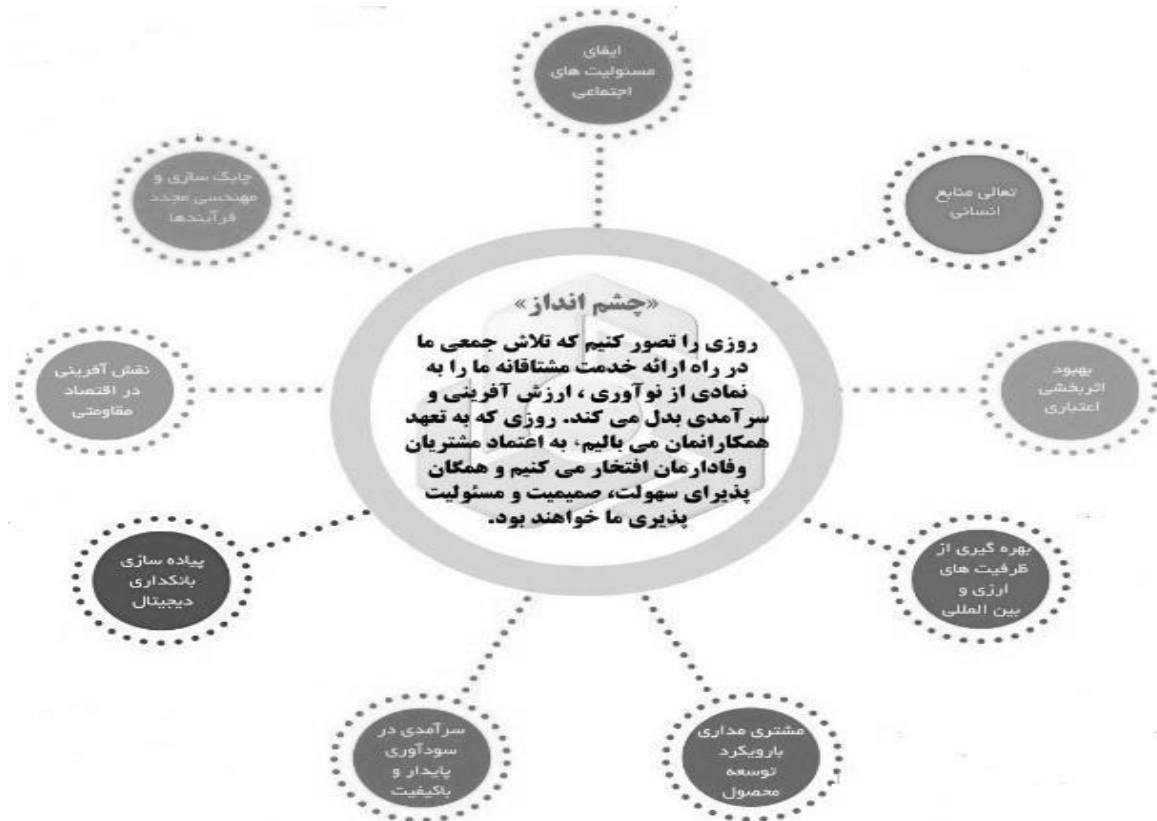 ایفای
مسئولیت های
اجتماعی
تعالی منابع
انسانی
بهبود
اثربخشی
اعتباری
بهره گیری از
ظرفیت های
ارزی و
بین المللی
مشتری مداری
بارویکرد
توسعه
محصول
سرآمدی در
سودآوری
پایدار و
باکیفیت
پیاده سازی
بانکداری
دیجیتال
نقش آفرینی
در اقتصاد
مقاومتی
چابک سازی و
مهندسی مجدد
فرآیندها
«چشم انداز»
روزی را تصور کنیم که تلاش جمعی ما
در راه ارائه خدمت مشتاقانه ما را به
نمادی از نوآوری ، ارزش آفرینی و
سرآمدی بدل می کند. روزی که به تعهد
همکارانمان می بالیم، به اعتماد مشتریان
وفادارمان افتخار می کنیم و همگان
پذیرای سهولت، صمیمیت و مسئولیت
پذیری ما خواهند بود.